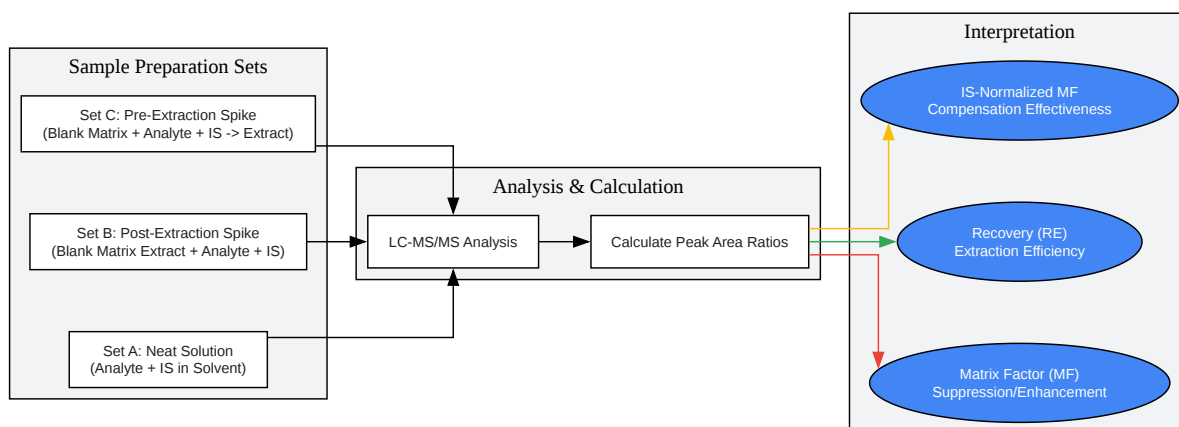 Sample Preparation Sets
Set C: Pre-Extraction Spike
(Blank Matrix + Analyte + IS -> Extract)
Set B: Post-Extraction Spike
(Blank Matrix Extract + Analyte + IS)
Set A: Neat Solution
(Analyte + IS in Solvent)
Analysis & Calculation
LC-MS/MS Analysis
Calculate Peak Area Ratios
Interpretation
IS-Normalized MF
Compensation Effectiveness
Recovery (RE)
Extraction Efficiency
Matrix Factor (MF)
Suppression/Enhancement